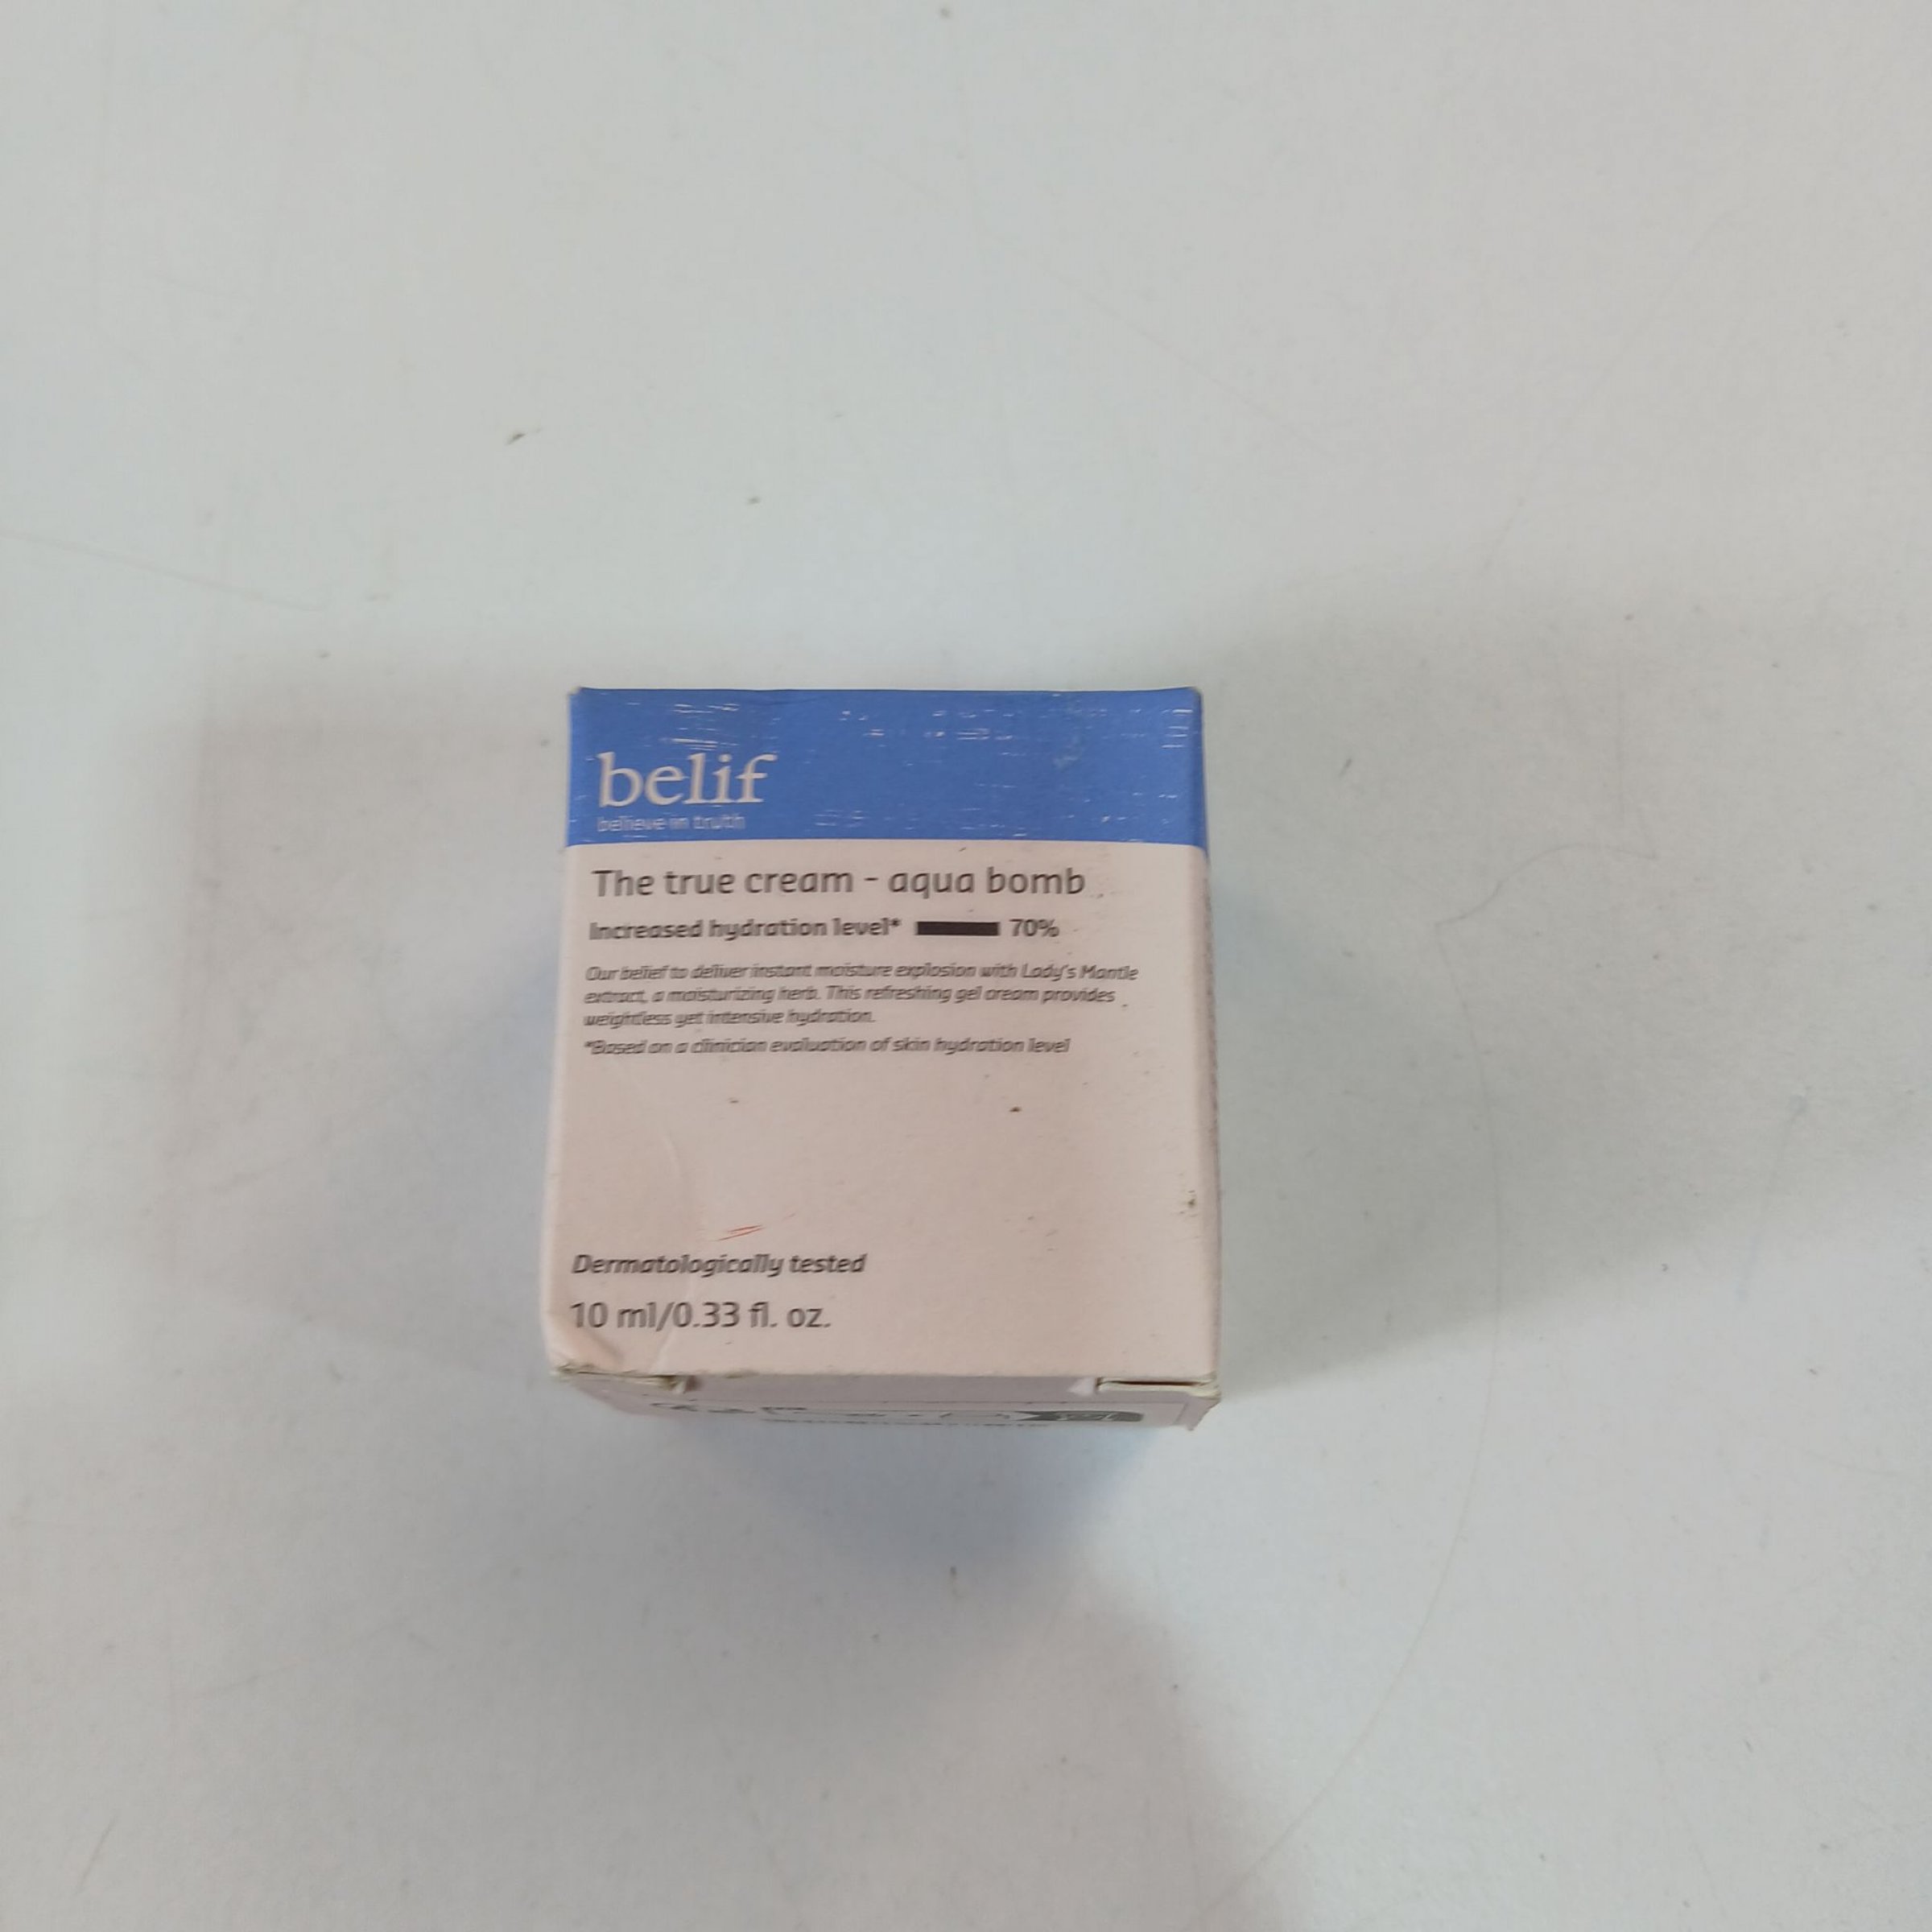 belif
believe in truth
The true cream - aqua bomb
Increased hydration level* 70%
Our belief to deliver instant moisture explosion with Lady's Mantle
extract, a moisturizing herb. This refreshing gel cream provides
weightless yet intensive hydration.
*Based on a clinician evaluation of skin hydration level
Dermatologically tested
10 ml/0.33 fl. oz.